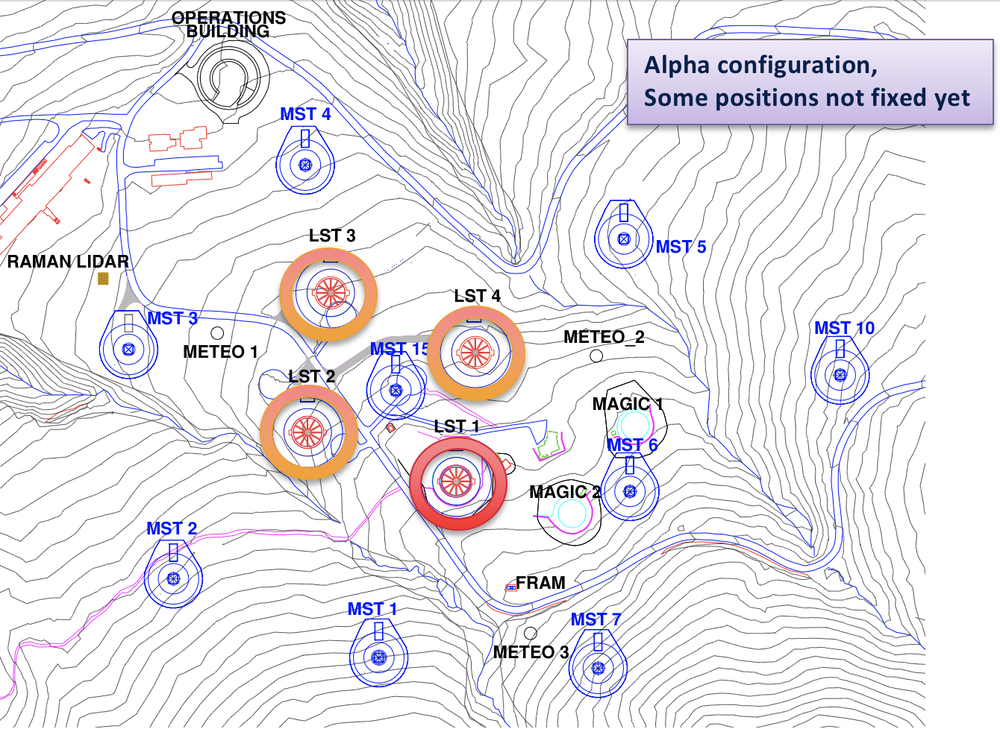 OPERATIONS
BUILDING
Alpha configuration,
Some positions not fixed yet
MST 4
LST 3
MST 5
RAMAN LIDAR
LST 4
MST 3
METEO 1
MST 15
METEO_2
MST 10
LST 2
MAGIC 1
LST 1
MST 6
MAGIC 2
MST 2
FRAM
MST 1
MST 7
METEO 3